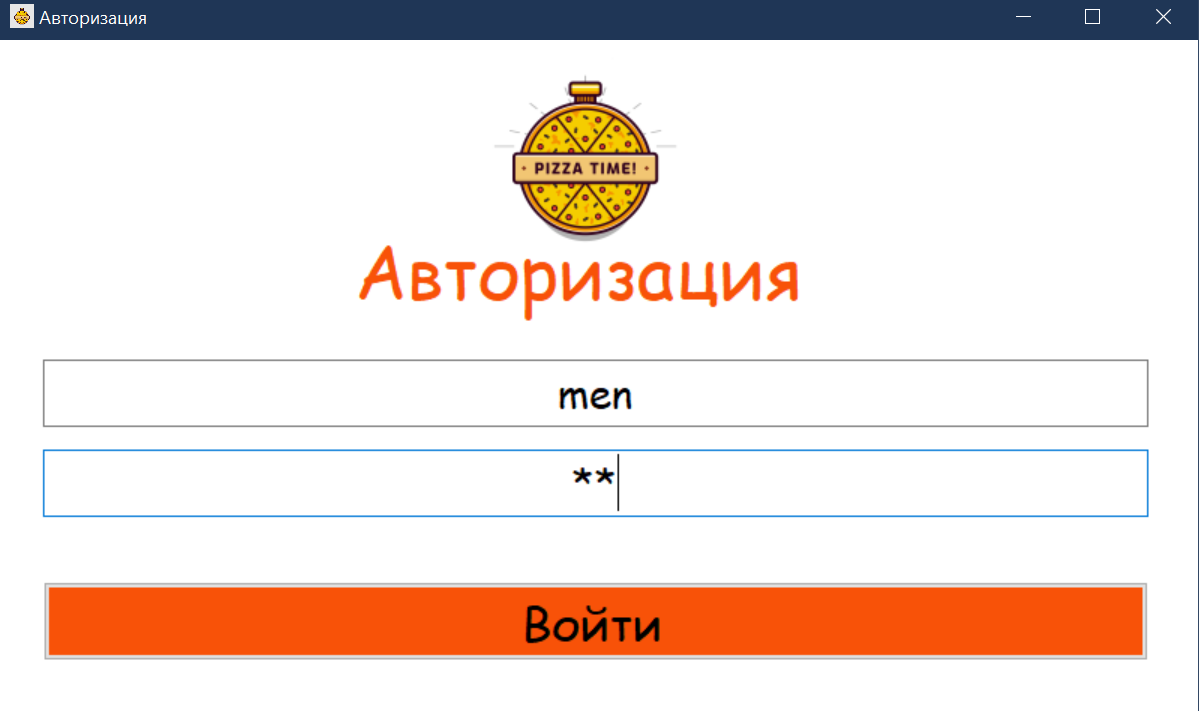 Авторизация
· PIZZA TIME! ·
Авторизация
men
**
Войти